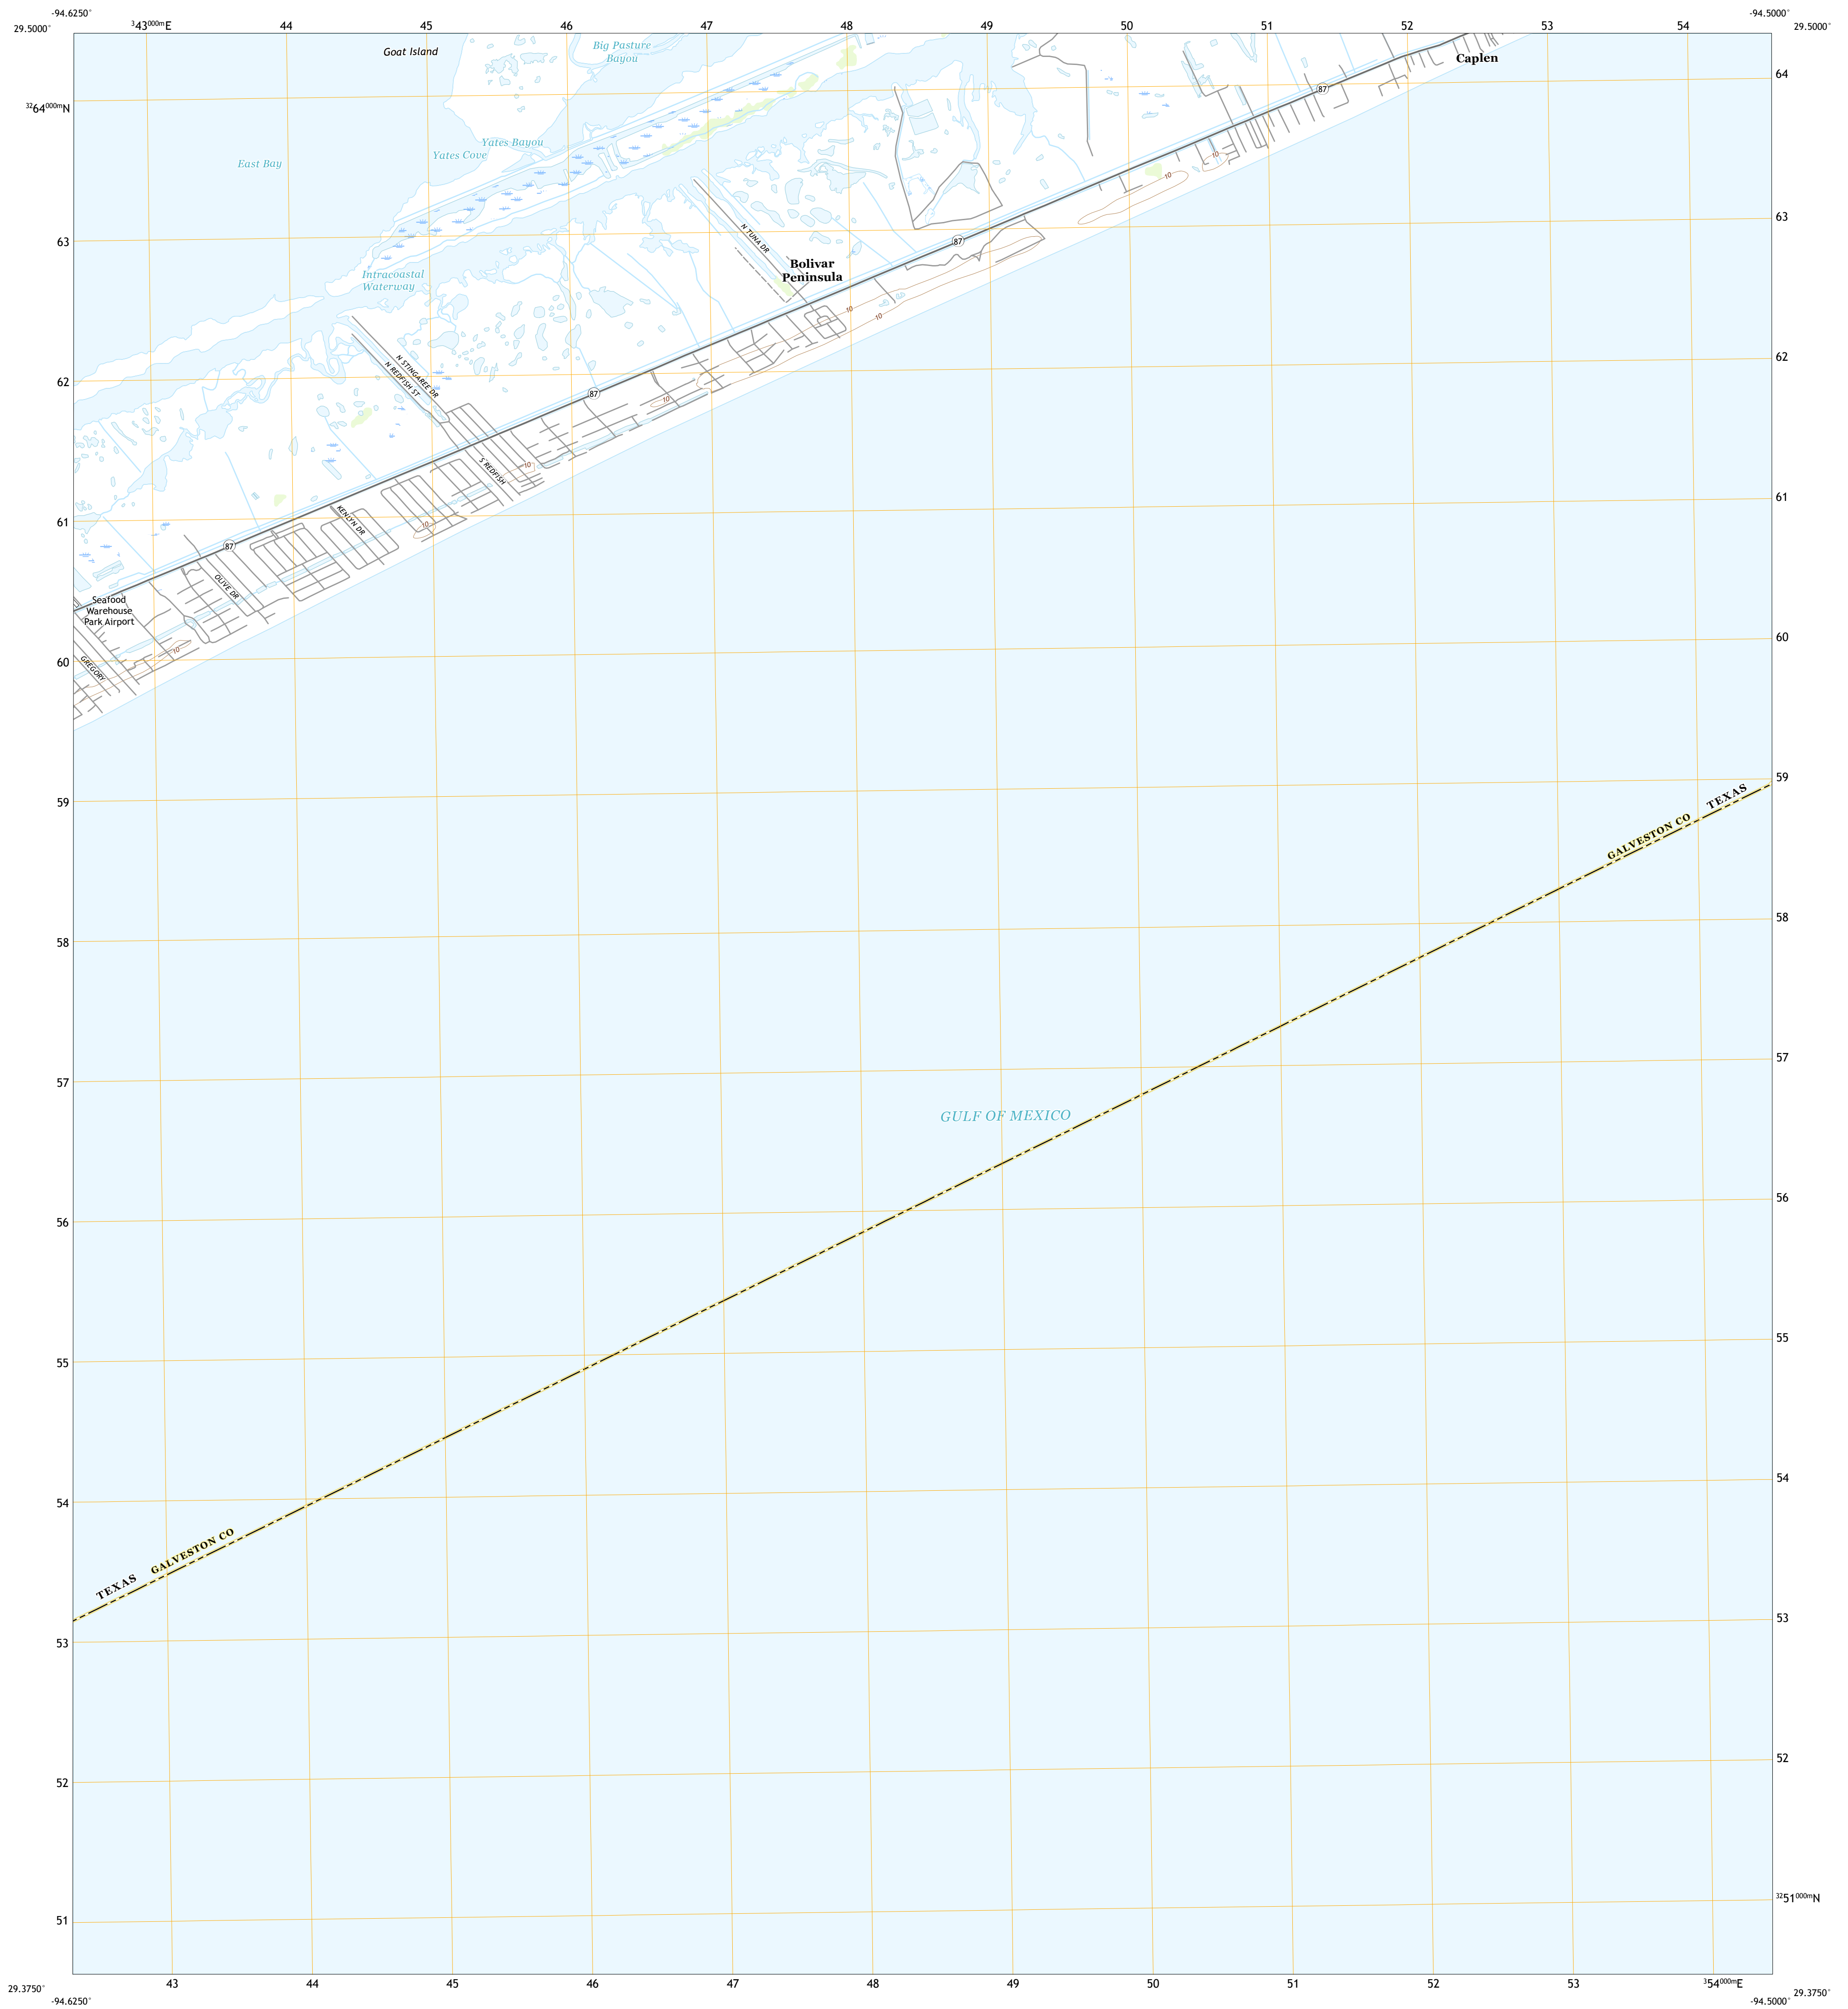 -94.6250°
-94.5000°
29.5000°
³43⁰⁰⁰ᵐE
44
45
46
47
48
49
50
51
52
53
54
29.5000°
Goat Island
Big Pasture
Bayou
Caplen
64
³²64⁰⁰⁰ᵐN
87
Yates Bayou
Yates Cove
East Bay
10
10
63
63
N TUNA DR
87
Bolivar
Peninsula
Intracoastal
Waterway
10
10
62
62
N STINGAREE DR
N REDFISH ST
87
10
S REDFISH
10
61
61
KENLYN DR
10
87
OLIVE DR
Seafood
Warehouse
Park Airport
60
60
10
GREGORY
59
59
TEXAS
GALVESTON CO
58
58
57
57
GULF OF MEXICO
56
56
55
55
54
54
GALVESTON CO
TEXAS
53
53
52
52
51
³²51⁰⁰⁰ᵐN
29.3750°
43
44
45
46
47
48
49
50
51
52
53
³54⁰⁰⁰ᵐE
29.3750°
-94.6250°
-94.5000°